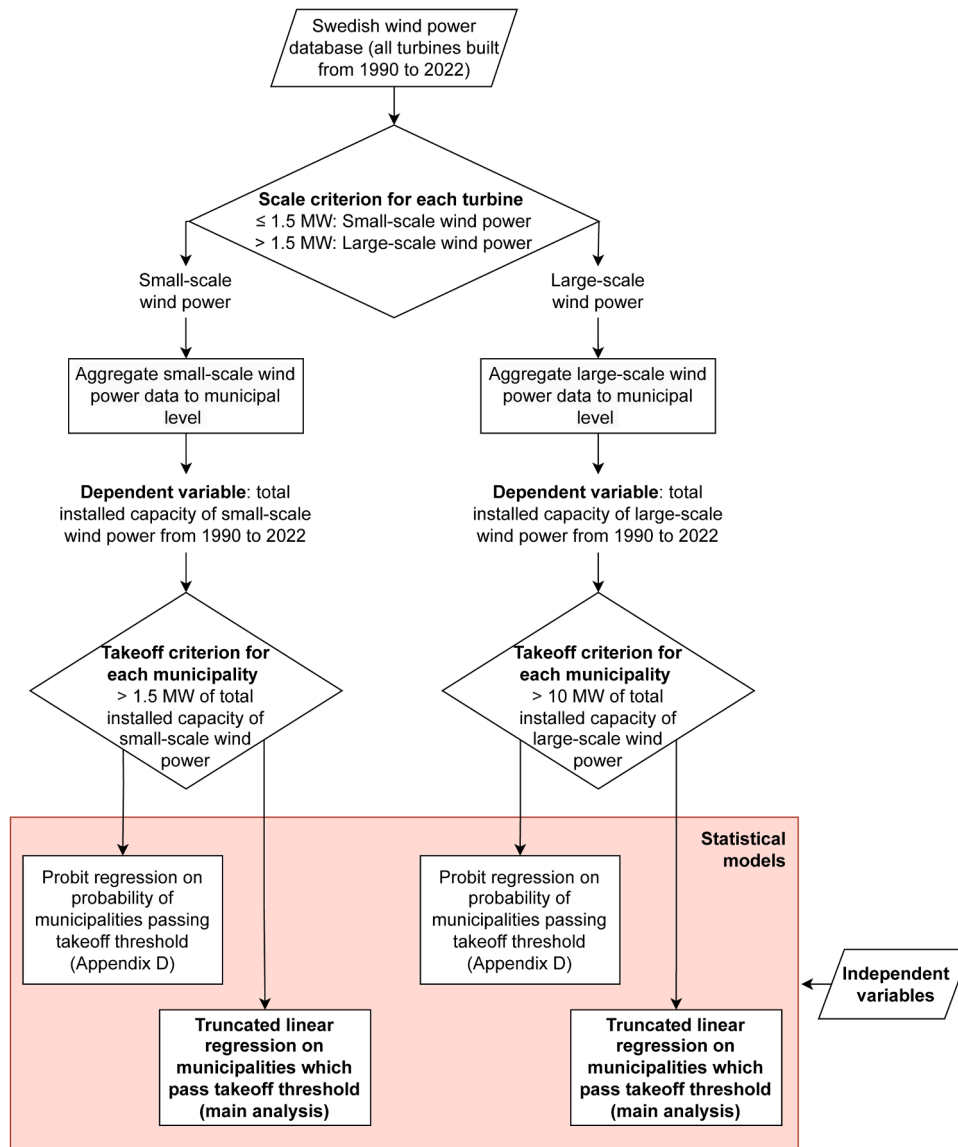 Swedish wind power
database (all turbines built
from 1990 to 2022)
Scale criterion for each turbine
≤ 1.5 MW: Small-scale wind power
> 1.5 MW: Large-scale wind power
Small-scale
wind power
Large-scale
wind power
Aggregate small-scale wind
power data to municipal
level
Aggregate large-scale wind
power data to municipal
level
Dependent variable: total
installed capacity of small-scale
wind power from 1990 to 2022
Dependent variable: total
installed capacity of large-scale
wind power from 1990 to 2022
Takeoff criterion for
each municipality
> 1.5 MW of total
installed capacity of
small-scale wind
power
Takeoff criterion for
each municipality
> 10 MW of total
installed capacity of
large-scale wind
power
Statistical
models
Probit regression on
probability of
municipalities passing
takeoff threshold
(Appendix D)
Probit regression on
probability of
municipalities passing
takeoff threshold
(Appendix D)
Independent
variables
Truncated linear
regression on
municipalities which
pass takeoff threshold
(main analysis)
Truncated linear
regression on
municipalities which
pass takeoff threshold
(main analysis)